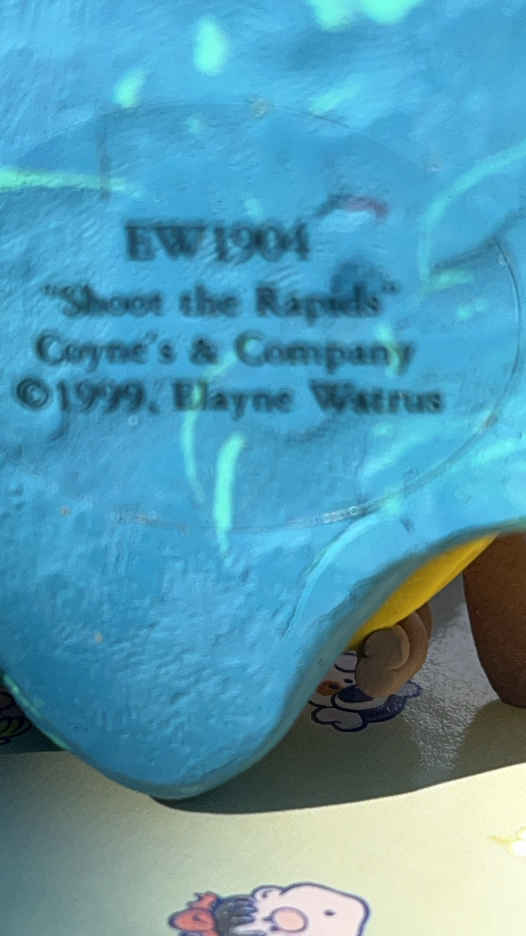 EW1904
"Shoot the Rapids"
Coyne's & Company
©1999, Elayne Watrus